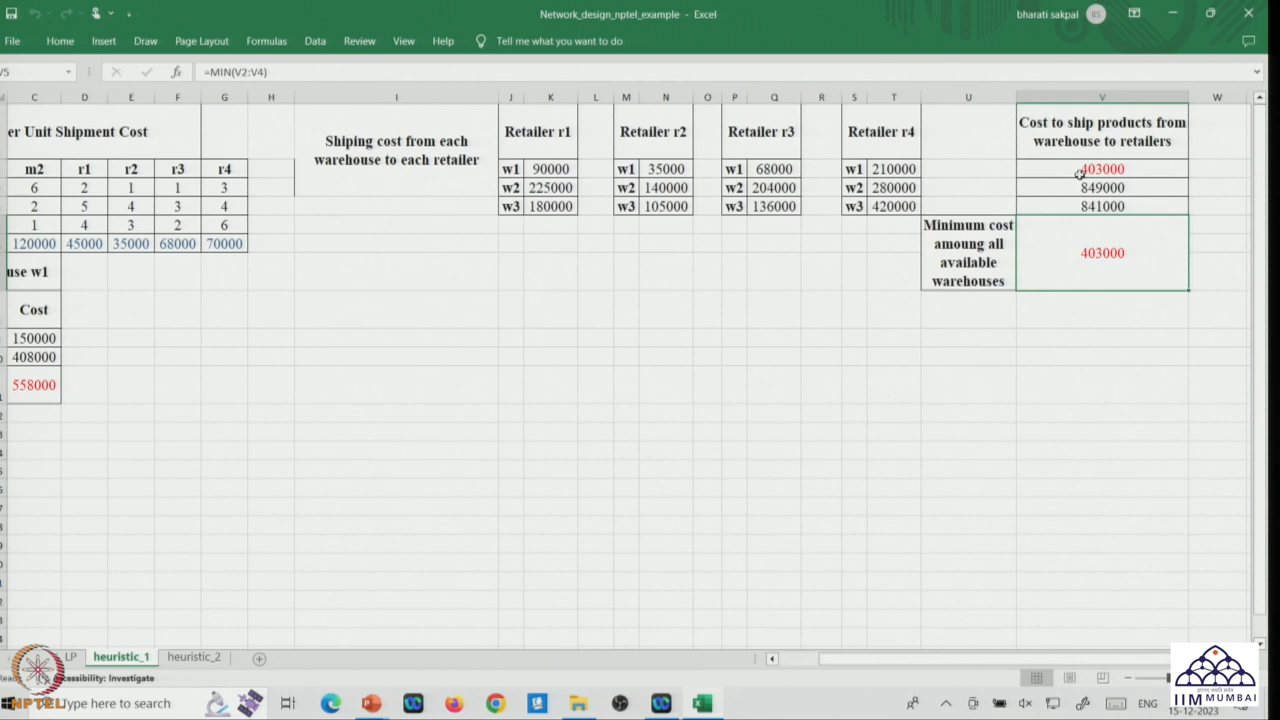 Network_design_nptel_example - Excel
bharati sakpal
BS
File Home Insert Draw Page Layout Formulas Data Review View Help Tell me what you want to do
V5 fx =MIN(V2:V4)
C D E F G H I J K L M N O P Q R S T U V W
er Unit Shipment Cost
Shiping cost from each
warehouse to each retailer
Retailer r1 Retailer r2 Retailer r3 Retailer r4
Cost to ship products from
warehouse to retailers
m2 r1 r2 r3 r4 w1 90000 w1 35000 w1 68000 w1 210000 403000
6 2 1 1 3 w2 225000 w2 140000 w2 204000 w2 280000 849000
2 5 4 3 4 w3 180000 w3 105000 w3 136000 w3 420000 841000
1 4 3 2 6
120000 45000 35000 68000 70000
Minimum cost
amoung all
available
warehouses
403000
use w1
Cost
150000
408000
558000
LP heuristic_1 heuristic_2
Accessibility: Investigate
Type here to search
ENG
15-12-2023
NPTEL
IIM MUMBAI